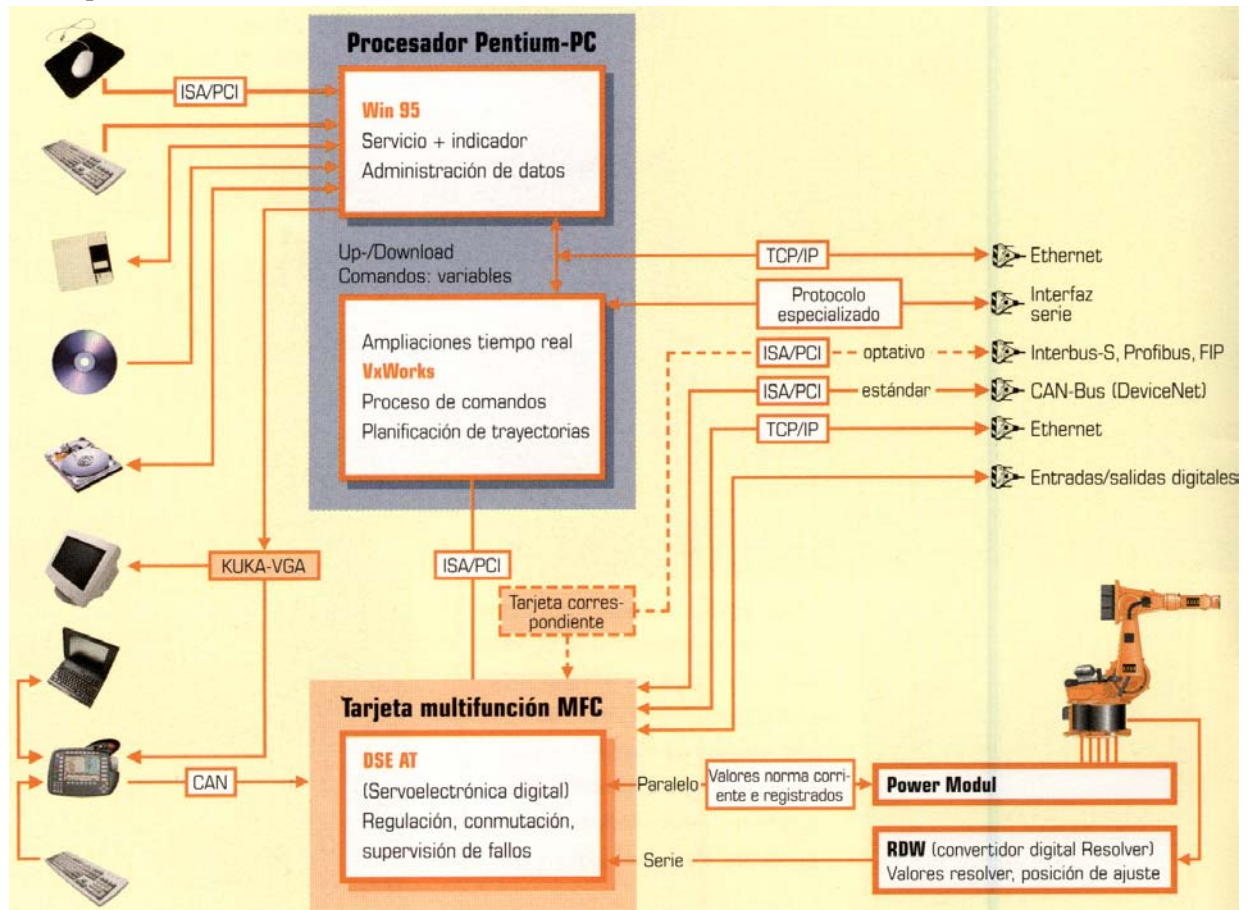 Procesador Pentium-PC
ISA/PCI
Win 95
Servicio + indicador
Administración de datos
Up-/Download
Comandos: variables
TCP/IP
Ethernet
Protocolo
especializado
Interfaz
serie
Ampliaciones tiempo real
VxWorks
Proceso de comandos
Planificación de trayectorias
ISA/PCI
optativo
Interbus-S, Profibus, FIP
ISA/PCI
estándar
CAN-Bus (DeviceNet)
TCP/IP
Ethernet
Entradas/salidas digitales
KUKA-VGA
ISA/PCI
Tarjeta corres-
pondiente
Tarjeta multifunción MFC
DSE AT
(Servoelectrónica digital)
Regulación, conmutación,
supervisión de fallos
CAN
Paralelo
Valores norma corri-
ente e registrados
Power Modul
Serie
RDW (convertidor digital Resolver)
Valores resolver, posición de ajuste